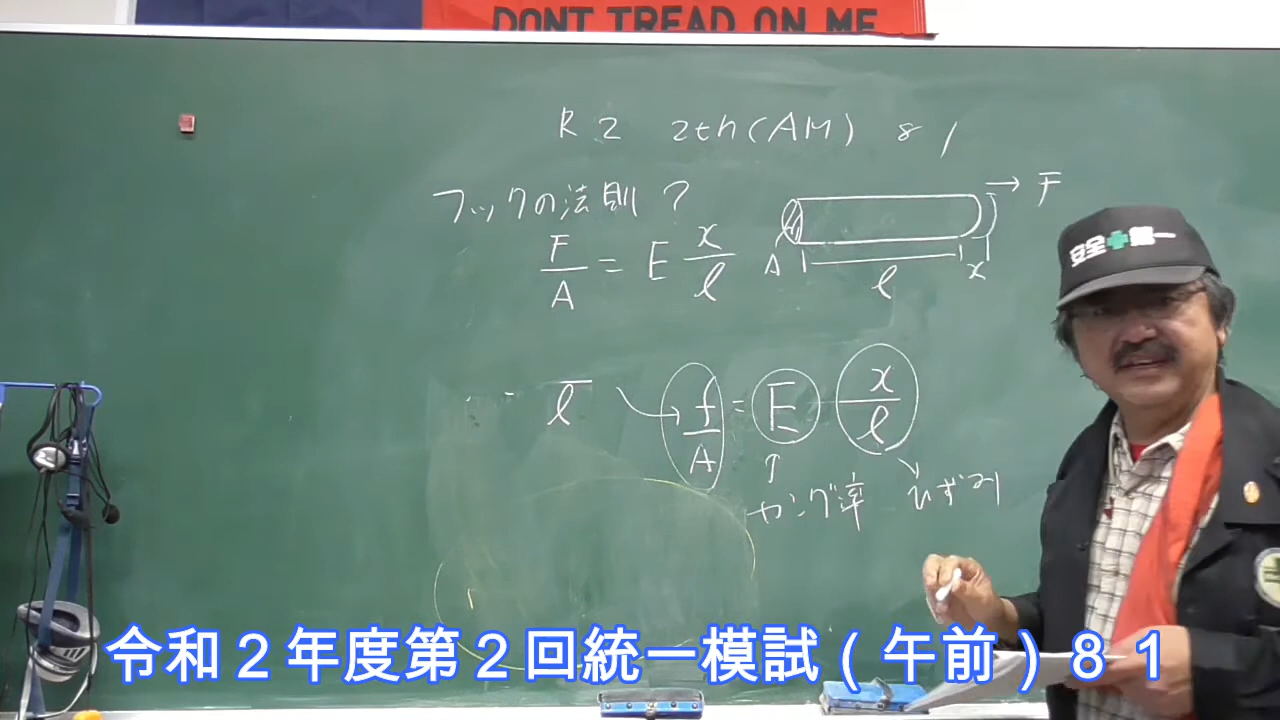 DONT TREAD ON ME
R2 2th(AM) 81
フックの法則?
F/A = E x/l
A l x → F
安全✚第一
l f/A = E x/l
ヤング率 ひずみ
令和2年度第2回統一模試(午前)81